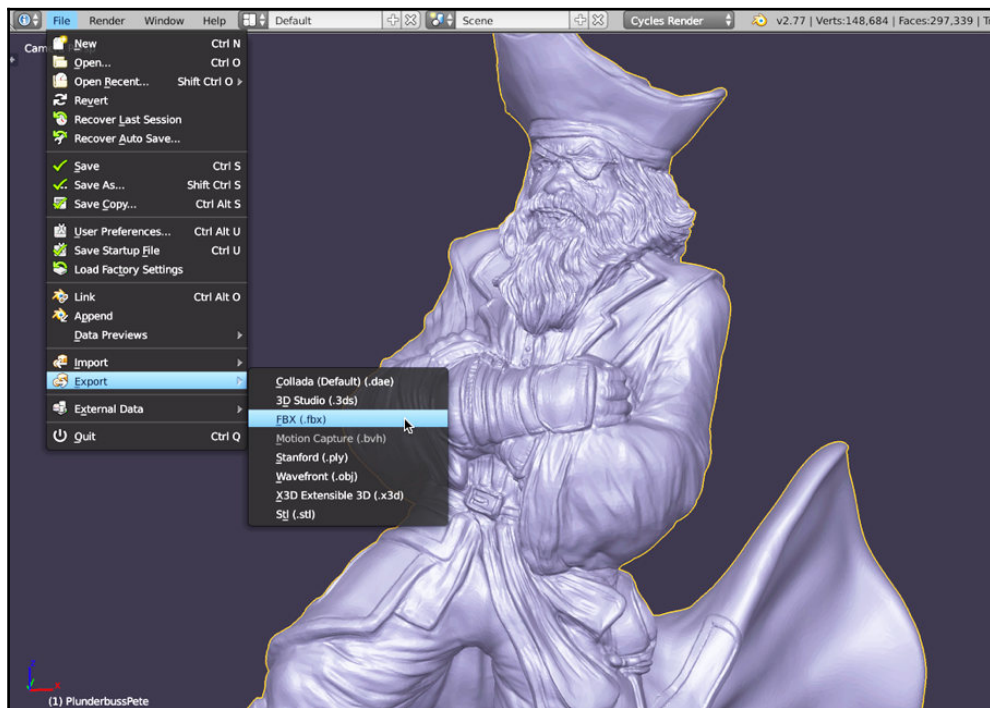 File Render Window Help Default Scene Cycles Render v2.77 | Verts:148,684 | Faces:297,339 |
New Ctrl N
Open... Ctrl O
Open Recent... Shift Ctrl O
Revert
Recover Last Session
Recover Auto Save...
Save Ctrl S
Save As... Shift Ctrl S
Save Copy... Ctrl Alt S
User Preferences... Ctrl Alt U
Save Startup File Ctrl U
Load Factory Settings
Link Ctrl Alt O
Append
Data Previews
Import
Export
External Data
Quit Ctrl Q
Collada (Default) (.dae)
3D Studio (.3ds)
FBX (.fbx)
Motion Capture (.bvh)
Stanford (.ply)
Wavefront (.obj)
X3D Extensible 3D (.x3d)
Stl (.stl)
z
x
(1) PlunderbussPete